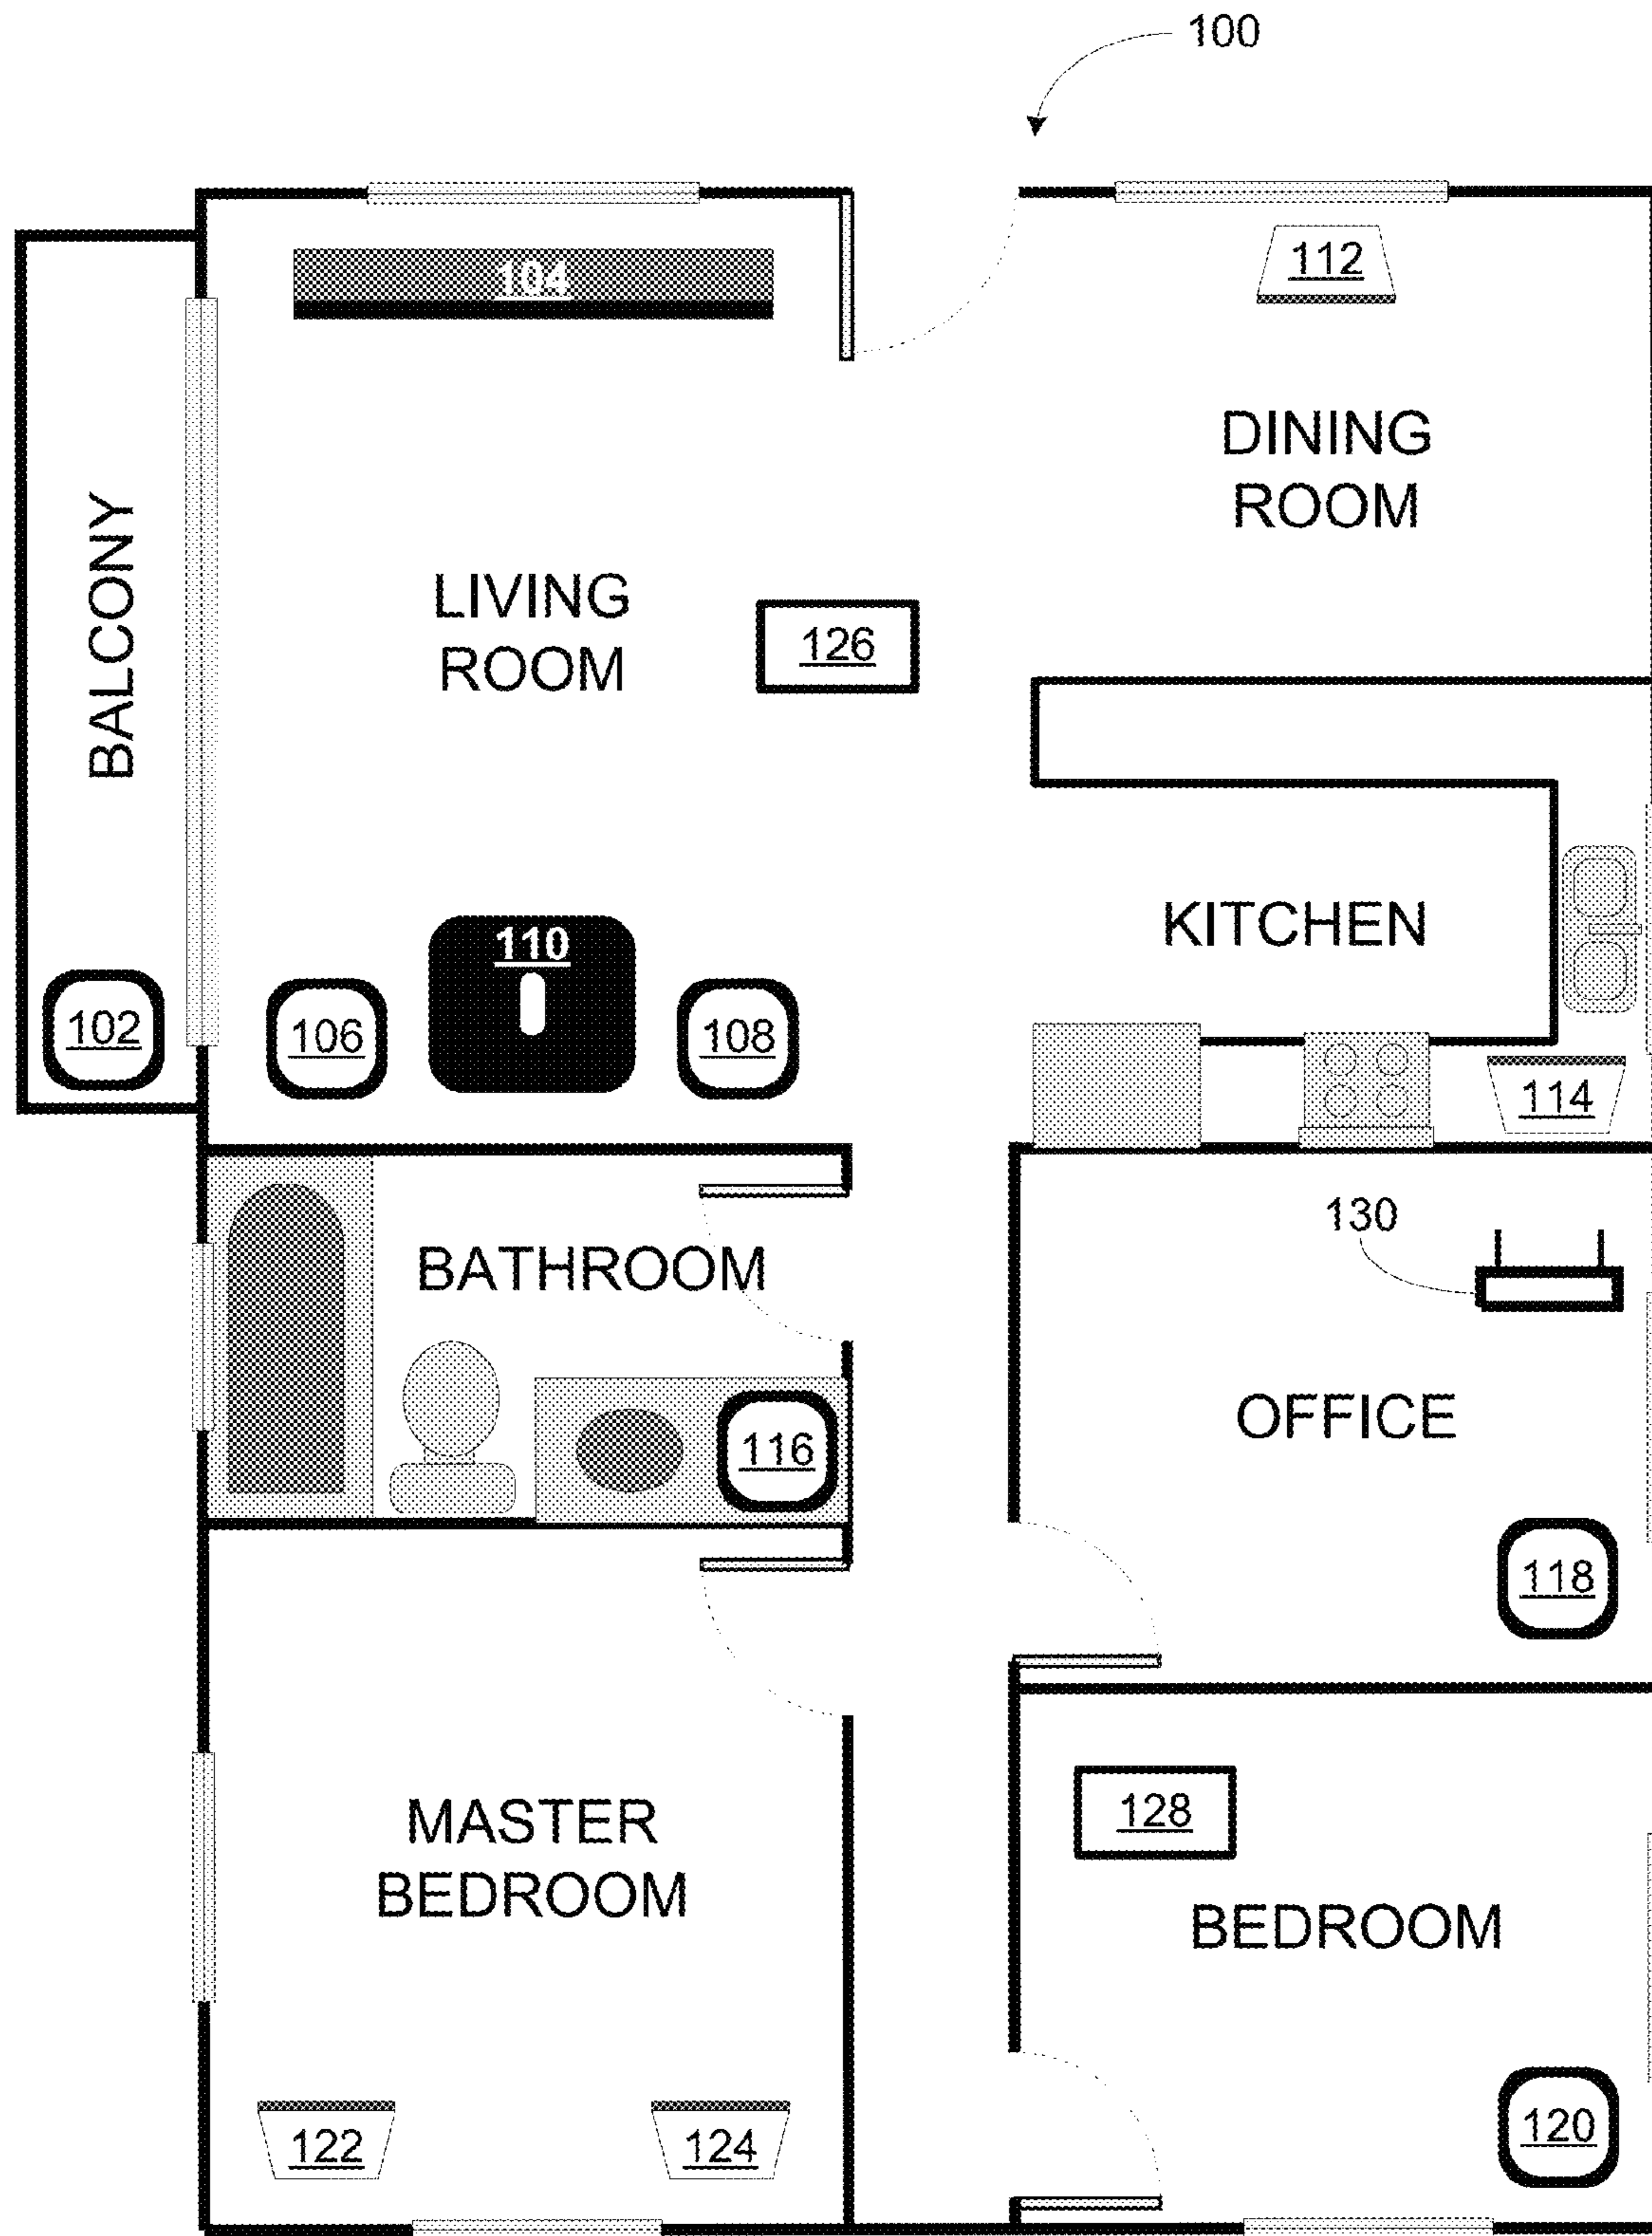 100
104
112
DINING
ROOM
BALCONY
LIVING
ROOM
126
KITCHEN
110
102
106
108
114
130
BATHROOM
OFFICE
116
118
128
MASTER
BEDROOM
BEDROOM
122
124
120